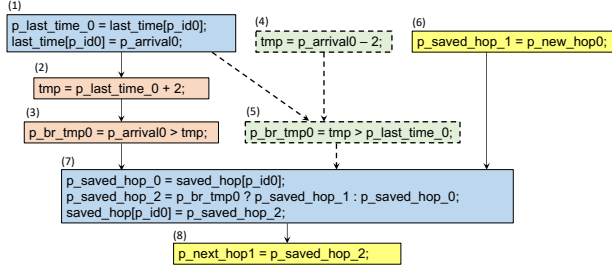 (1)
p_last_time_0 = last_time[p_id0];
last_time[p_id0] = p_arrival0;
(4)
tmp = p_arrival0 – 2;
(6)
p_saved_hop_1 = p_new_hop0;
(2)
tmp = p_last_time_0 + 2;
(3)
p_br_tmp0 = p_arrival0 > tmp;
(5)
p_br_tmp0 = tmp > p_last_time_0;
(7)
p_saved_hop_0 = saved_hop[p_id0];
p_saved_hop_2 = p_br_tmp0 ? p_saved_hop_1 : p_saved_hop_0;
saved_hop[p_id0] = p_saved_hop_2;
(8)
p_next_hop1 = p_saved_hop_2;